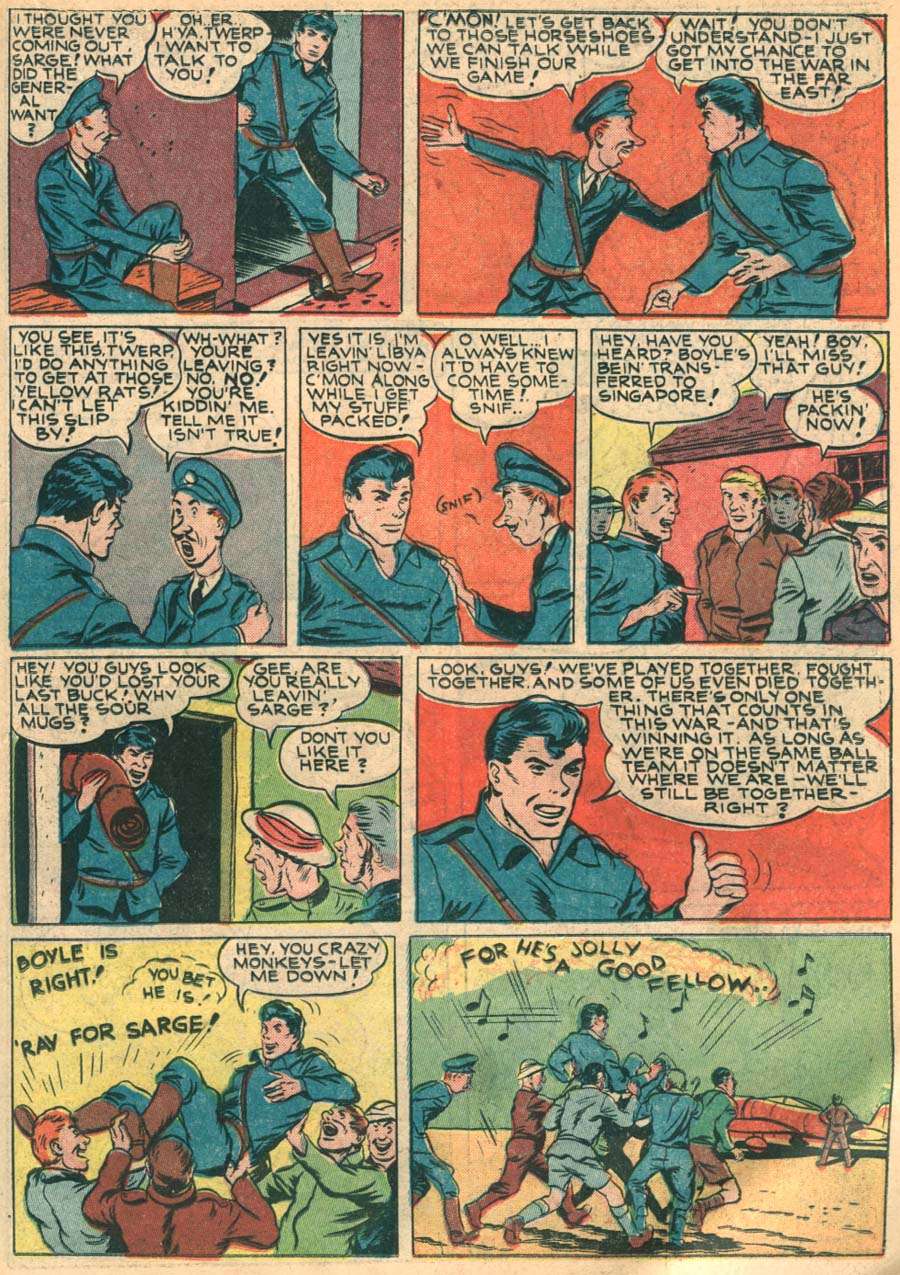 I THOUGHT YOU
WERE NEVER
COMING OUT,
SARGE! WHAT
DID THE
GENER-
AL
WANT
?
OH..ER..
H'YA, TWERP-
I WANT TO
TALK TO
YOU!
C'MON! LET'S GET BACK
TO THOSE HORSESHOES,
WE CAN TALK WHILE
WE FINISH OUR
GAME!
WAIT! YOU DON'T
UNDERSTAND-I JUST
GOT MY CHANCE TO
GET INTO THE WAR IN
THE FAR
EAST!
YOU SEE, IT'S
LIKE THIS, TWERP,
I'D DO ANYTHING
TO GET AT THOSE
YELLOW RATS!
I CAN'T LET
THIS SLIP
BY!
WH-WHAT?
YOU'RE
LEAVING?
NO, NO!
YOU'RE
KIDDIN' ME.
TELL ME IT
ISN'T TRUE!
YES IT IS, I'M
LEAVIN' LIBYA
RIGHT NOW-
C'MON ALONG
WHILE I GET
MY STUFF
PACKED!
O WELL...I
ALWAYS KNEW
IT'D HAVE TO
COME SOME-
TIME!
SNIF..
(SNIF)
HEY, HAVE YOU
HEARD? BOYLE'S
BEIN' TRANS-
FERRED TO
SINGAPORE!
YEAH! BOY,
I'LL MISS
THAT GUY!
HE'S
PACKIN'
NOW!
HEY! YOU GUYS LOOK
LIKE YOU'D LOST YOUR
LAST BUCK! WHY
ALL THE SOUR
MUGS?
GEE, ARE
YOU REALLY
LEAVIN',
SARGE?
DON'T YOU
LIKE IT
HERE?
LOOK, GUYS! WE'VE PLAYED TOGETHER, FOUGHT
TOGETHER, AND SOME OF US EVEN DIED TOGETH-
ER. THERE'S ONLY ONE
THING THAT COUNTS IN
THIS WAR-AND THAT'S
WINNING IT. AS LONG AS
WE'RE ON THE SAME BALL
TEAM IT DOESN'T MATTER
WHERE WE ARE-WE'LL
STILL BE TOGETHER-
RIGHT?
BOYLE IS
RIGHT!
YOU BET
HE IS!
'RAY FOR SARGE!
HEY, YOU CRAZY
MONKEYS-LET
ME DOWN!
FOR HE'S JOLLY
A GOOD
FELLOW...